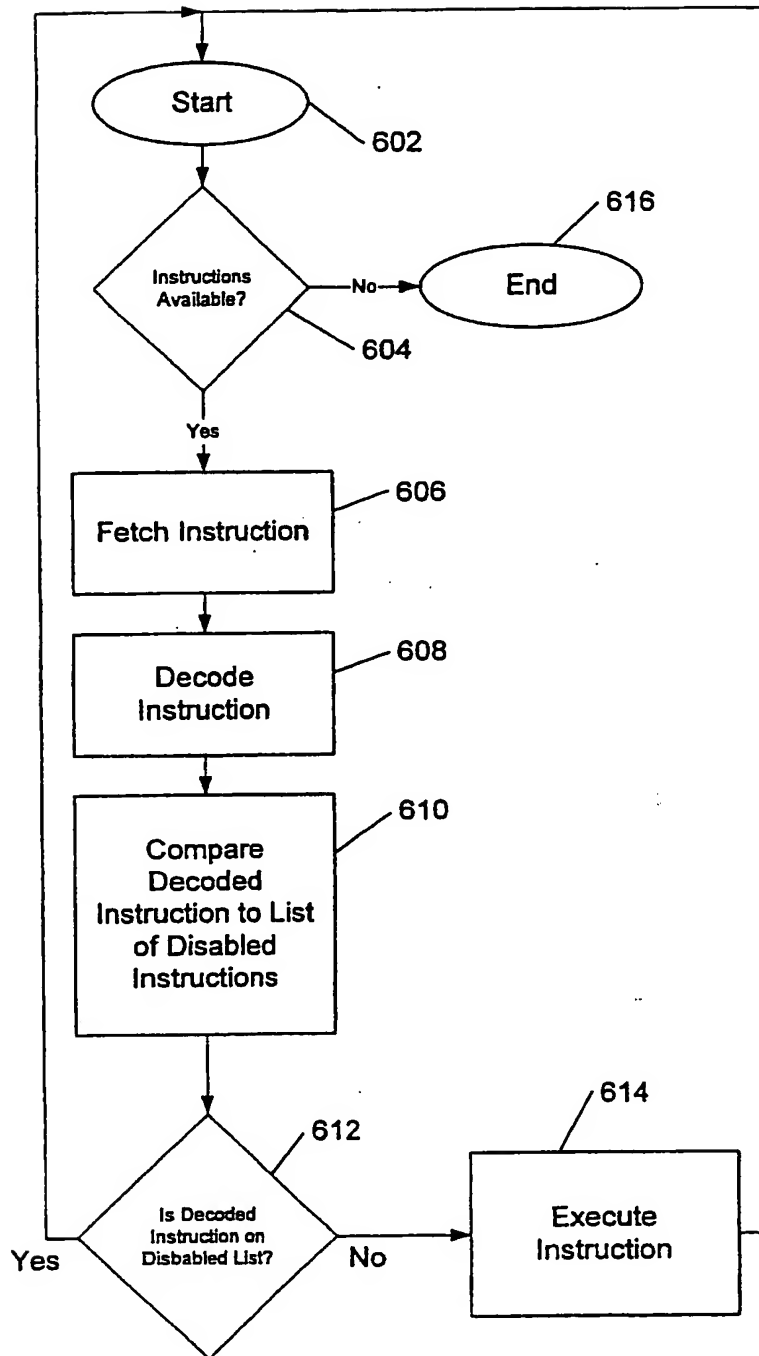 Start
602
616
Instructions
Available?
No
End
604
Yes
606
Fetch Instruction
608
Decode
Instruction
610
Compare
Decoded
Instruction to List
of Disabled
Instructions
612
614
Is Decoded
Instruction on
Disbabled List?
Yes
No
Execute
Instruction